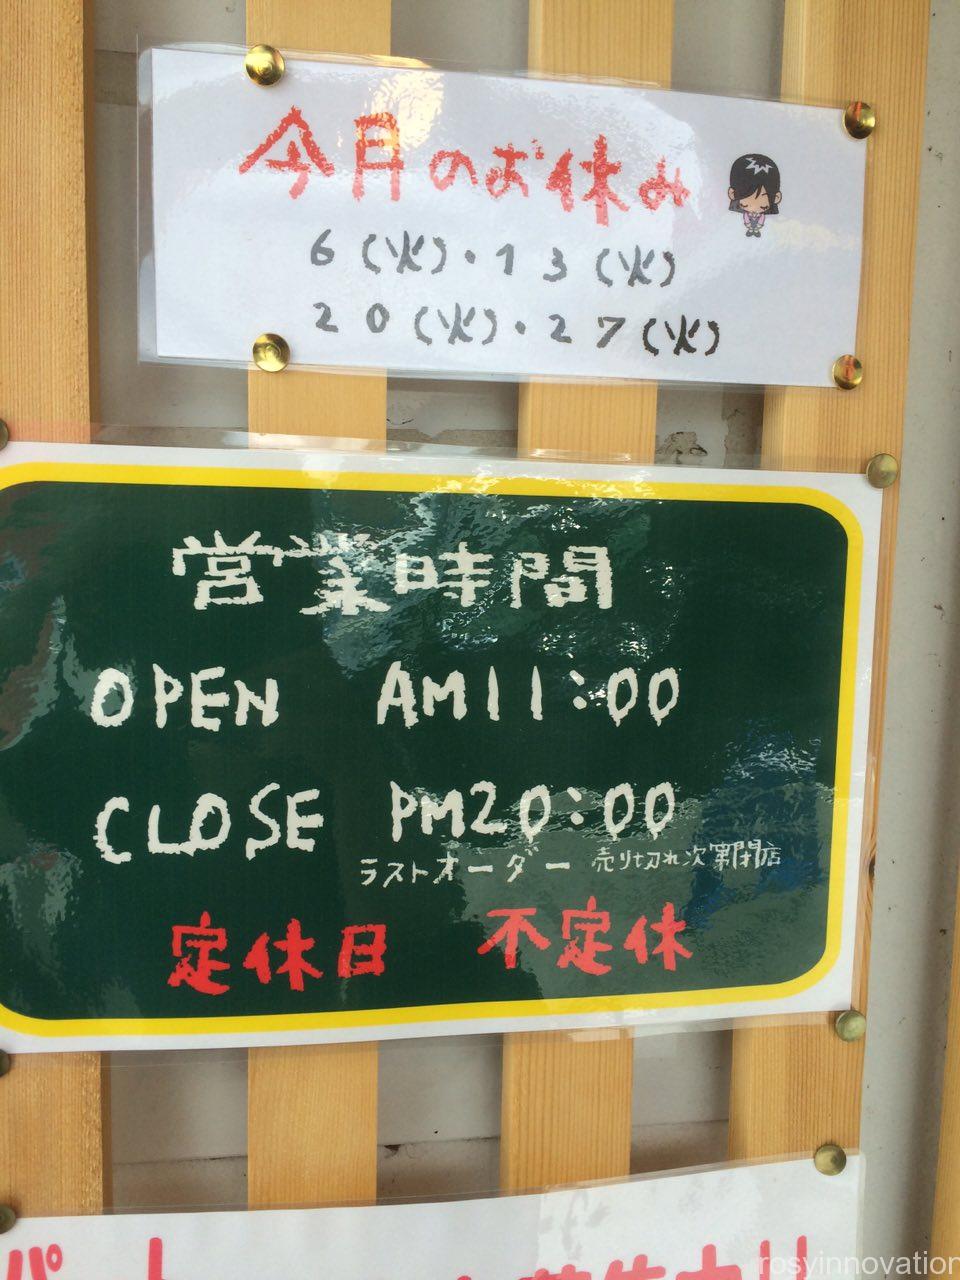 今月のお休み
6(火)・13(火)
20(火)・27(火)
営業時間
OPEN AM11:00
CLOSE PM20:00
ラストオーダー 売り切れ次第閉店
定休日 不定休
rosyinnovation